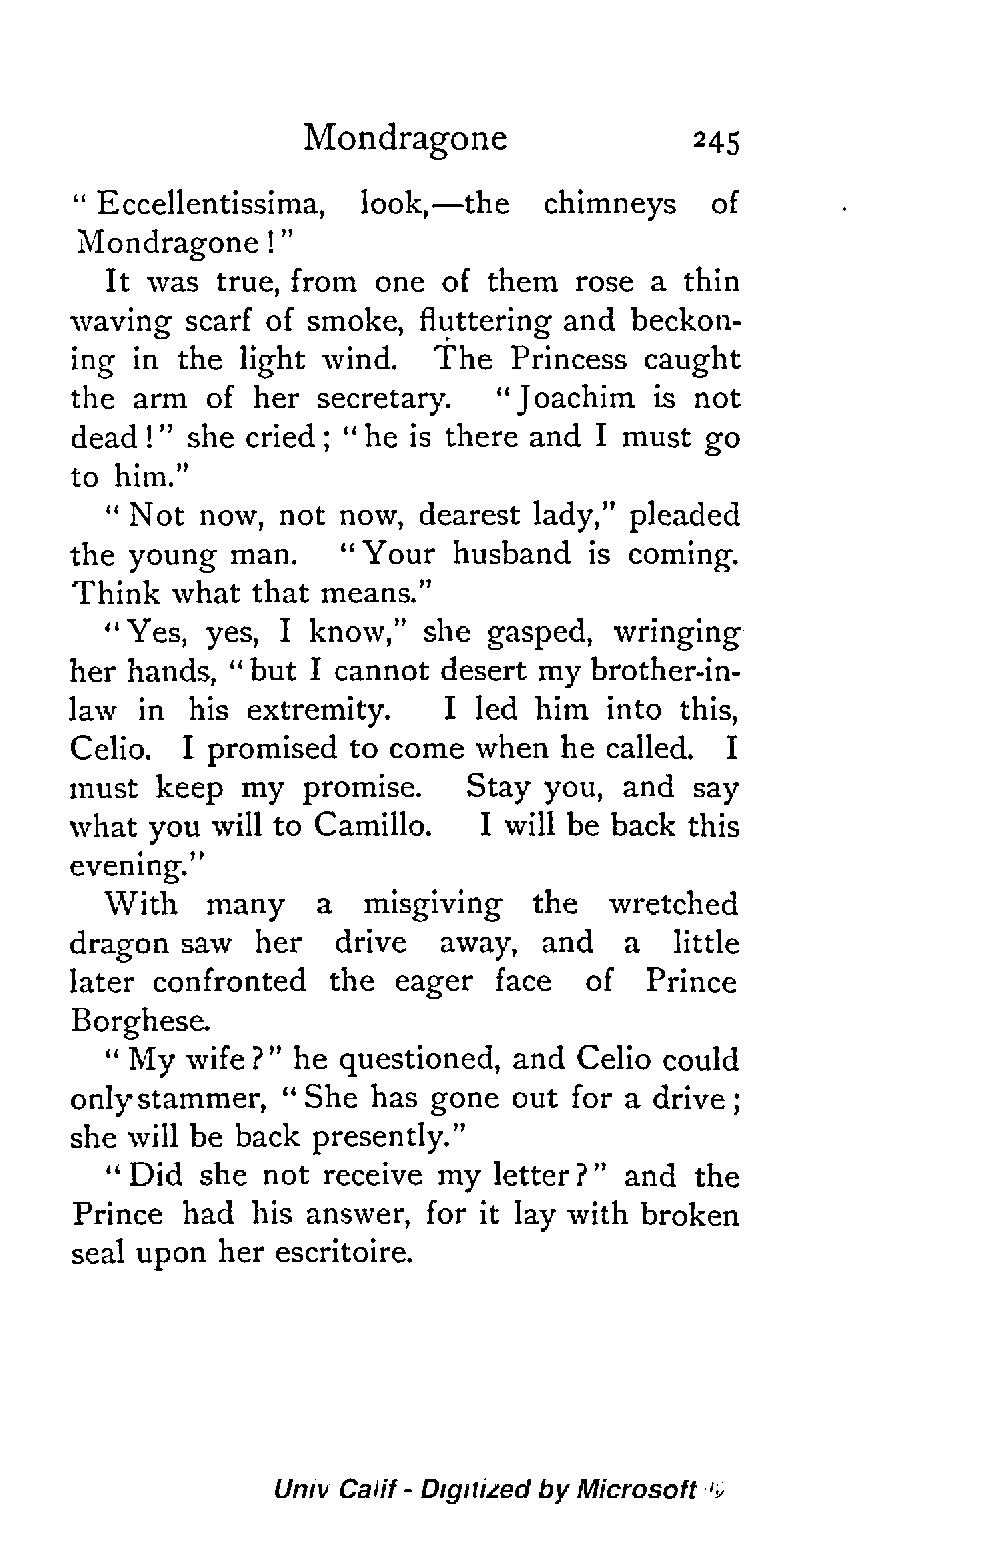 Mondragone 245
"Eccellentissima, look,—the chimneys of
Mondragone!"
It was true, from one of them rose a thin
waving scarf of smoke, fluttering and beckon-
ing in the light wind. The Princess caught
the arm of her secretary. "Joachim is not
dead!" she cried; "he is there and I must go
to him."
"Not now, not now, dearest lady," pleaded
the young man. "Your husband is coming.
Think what that means."
"Yes, yes, I know," she gasped, wringing
her hands, "but I cannot desert my brother-in-
law in his extremity. I led him into this,
Celio. I promised to come when he called. I
must keep my promise. Stay you, and say
what you will to Camillo. I will be back this
evening."
With many a misgiving the wretched
dragon saw her drive away, and a little
later confronted the eager face of Prince
Borghese.
"My wife?" he questioned, and Celio could
only stammer, "She has gone out for a drive;
she will be back presently."
"Did she not receive my letter?" and the
Prince had his answer, for it lay with broken
seal upon her escritoire.
Univ Calif - Digitized by Microsoft ®